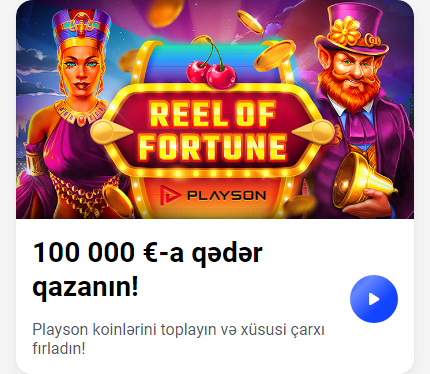 REEL OF
FORTUNE
PLAYSON
100 000 €-a qədər
qazanın!
Playson koinlərini toplayın və xüsusi çarxı
fırladın!